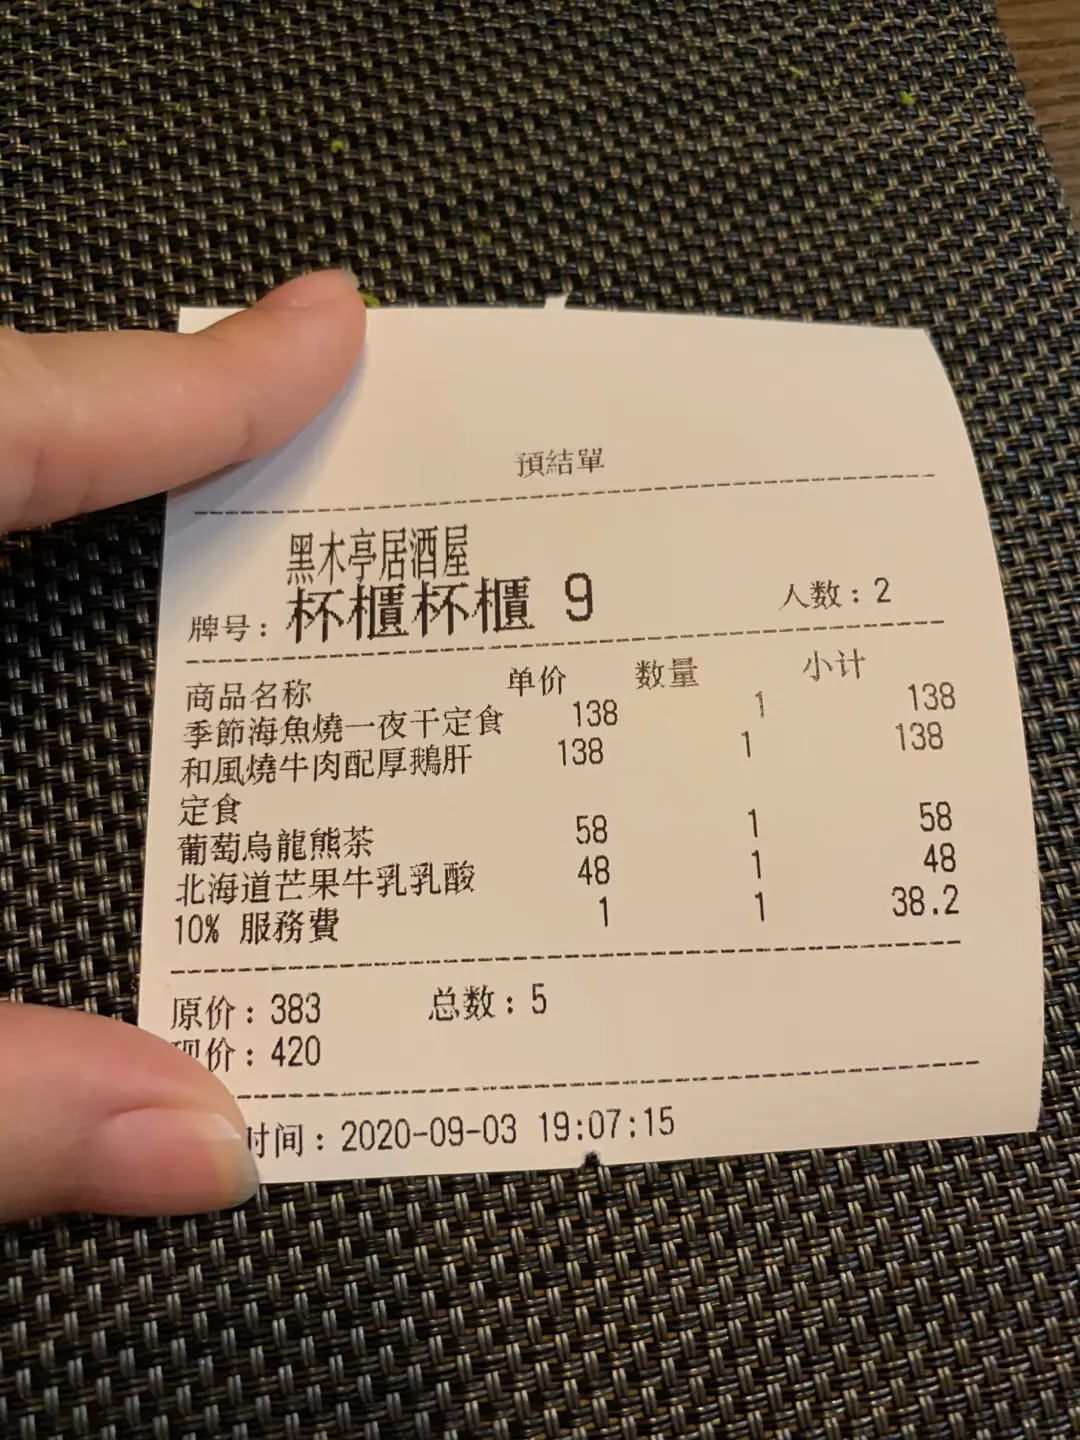 預結單
黑木亭居酒屋
牌号: 杯櫃杯櫃 9 人数: 2
商品名称 单价 数量 小计
季節海魚燒一夜干定食 138 1 138
和風燒牛肉配厚鵝肝 138 1 138
定食
葡萄烏龍熊茶 58 1 58
北海道芒果牛乳乳酸 48 1 48
10% 服務費 1 1 38.2
原价: 383 总数: 5
现价: 420
时间: 2020-09-03 19:07:15